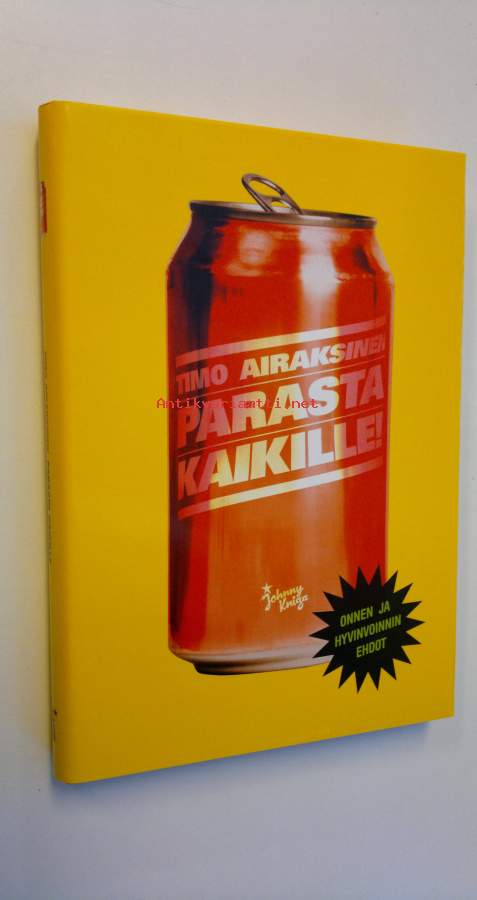 TIMO AIRAKSINEN
PARASTA
KAIKILLE!
Antikvariaatti.net
Johnny
Kniga
ONNEN JA
HYVINVOINNIN
EHDOT